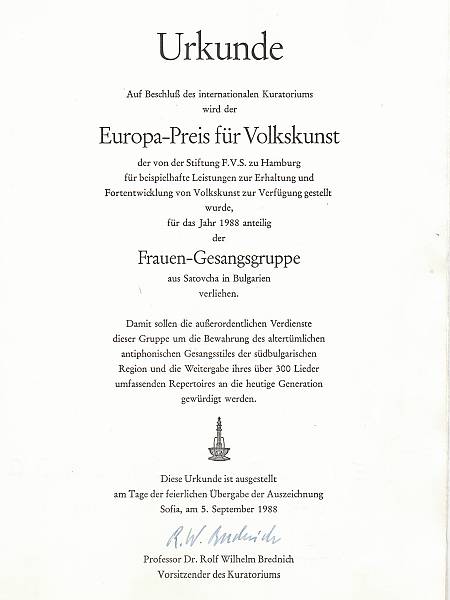 Urkunde
Auf Beschluß des internationalen Kuratoriums
wird der
Europa-Preis für Volkskunst
der von der Stiftung F.V.S. zu Hamburg
für beispielhafte Leistungen zur Erhaltung und
Fortentwicklung von Volkskunst zur Verfügung gestellt
wurde,
für das Jahr 1988 anteilig
der
Frauen-Gesangsgruppe
aus Satovcha in Bulgarien
verliehen.
Damit sollen die außerordentlichen Verdienste
dieser Gruppe um die Bewahrung des altertümlichen
antiphonischen Gesangsstiles der südbulgarischen
Region und die Weitergabe ihres über 300 Lieder
umfassenden Repertoires an die heutige Generation
gewürdigt werden.
Diese Urkunde ist ausgestellt
am Tage der feierlichen Übergabe der Auszeichnung
Sofia, am 5. September 1988
R. W. Brednich
Professor Dr. Rolf Wilhelm Brednich
Vorsitzender des Kuratoriums